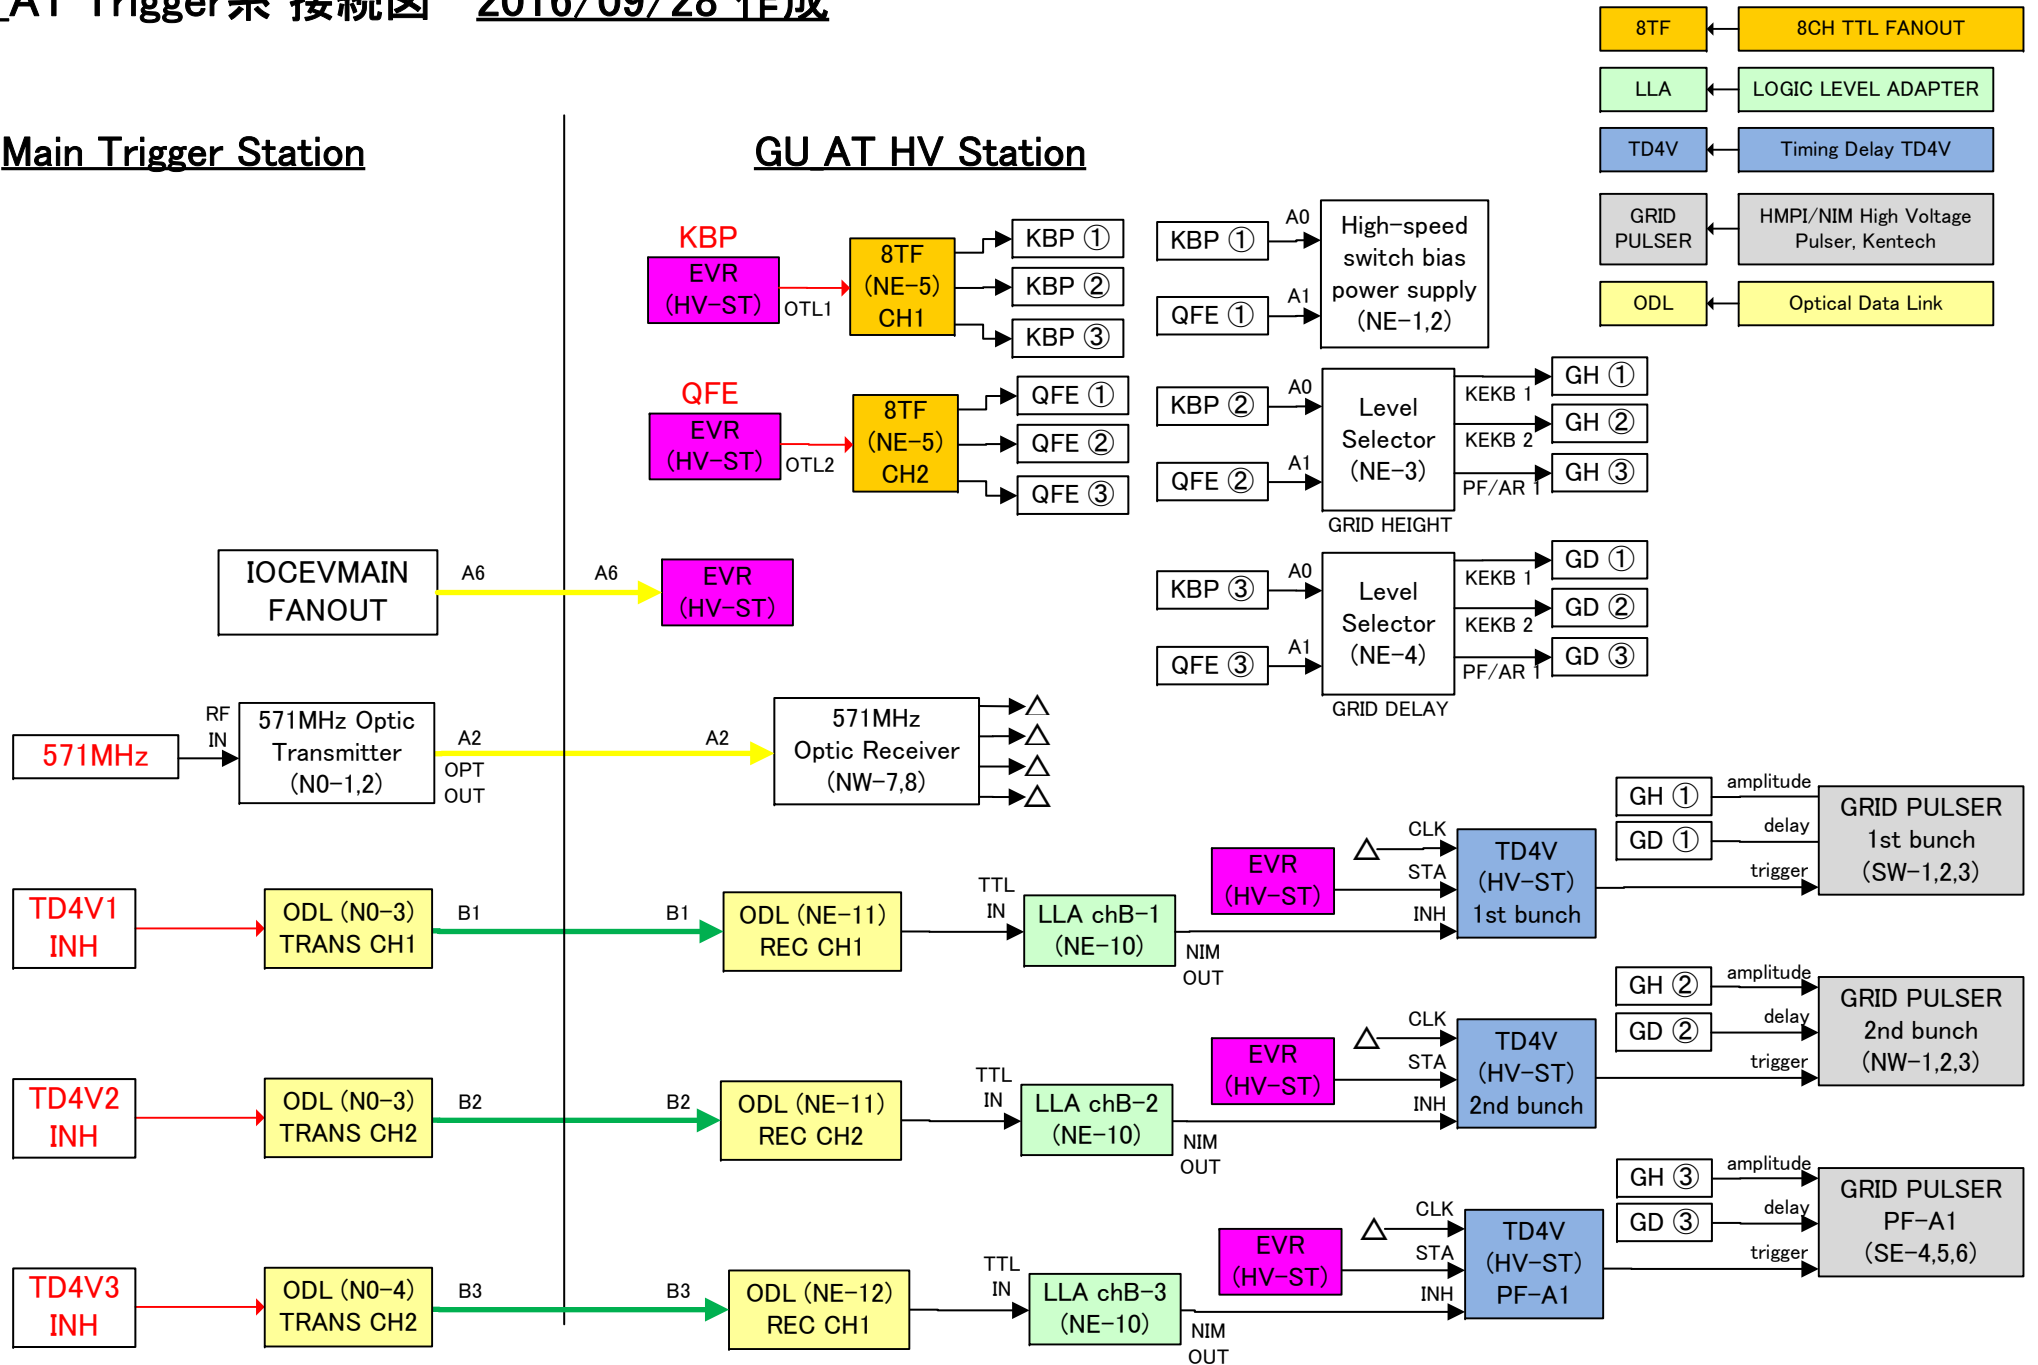 _AT Trigger系 接続図 2016/09/28 作成
8TF
8CH TTL FANOUT
LLA
LOGIC LEVEL ADAPTER
TD4V
Timing Delay TD4V
GRID
PULSER
HMPI/NIM High Voltage
Pulser, Kentech
ODL
Optical Data Link
Main Trigger Station
GU_AT HV Station
KBP
EVR
(HV-ST)
OTL1
8TF
(NE-5)
CH1
KBP ①
KBP ②
KBP ③
KBP ①
A0
QFE ①
A1
High-speed
switch bias
power supply
(NE-1,2)
QFE
EVR
(HV-ST)
OTL2
8TF
(NE-5)
CH2
QFE ①
QFE ②
QFE ③
KBP ②
A0
QFE ②
A1
Level
Selector
(NE-3)
GRID HEIGHT
KEKB 1
GH ①
KEKB 2
GH ②
PF/AR 1
GH ③
IOCEVMAIN
FANOUT
A6
A6
EVR
(HV-ST)
KBP ③
A0
QFE ③
A1
Level
Selector
(NE-4)
GRID DELAY
KEKB 1
GD ①
KEKB 2
GD ②
PF/AR 1
GD ③
571MHz
RF
IN
571MHz Optic
Transmitter
(N0-1,2)
A2
OPT
OUT
A2
571MHz
Optic Receiver
(NW-7,8)
△
△
△
△
TD4V1
INH
ODL (N0-3)
TRANS CH1
B1
B1
ODL (NE-11)
REC CH1
TTL
IN
LLA chB-1
(NE-10)
NIM
OUT
EVR
(HV-ST)
△
CLK
STA
INH
TD4V
(HV-ST)
1st bunch
GH ①
amplitude
GD ①
delay
trigger
GRID PULSER
1st bunch
(SW-1,2,3)
TD4V2
INH
ODL (N0-3)
TRANS CH2
B2
B2
ODL (NE-11)
REC CH2
TTL
IN
LLA chB-2
(NE-10)
NIM
OUT
EVR
(HV-ST)
△
CLK
STA
INH
TD4V
(HV-ST)
2nd bunch
GH ②
amplitude
GD ②
delay
trigger
GRID PULSER
2nd bunch
(NW-1,2,3)
TD4V3
INH
ODL (N0-4)
TRANS CH2
B3
B3
ODL (NE-12)
REC CH1
TTL
IN
LLA chB-3
(NE-10)
NIM
OUT
EVR
(HV-ST)
△
CLK
STA
INH
TD4V
(HV-ST)
PF-A1
GH ③
amplitude
GD ③
delay
trigger
GRID PULSER
PF-A1
(SE-4,5,6)